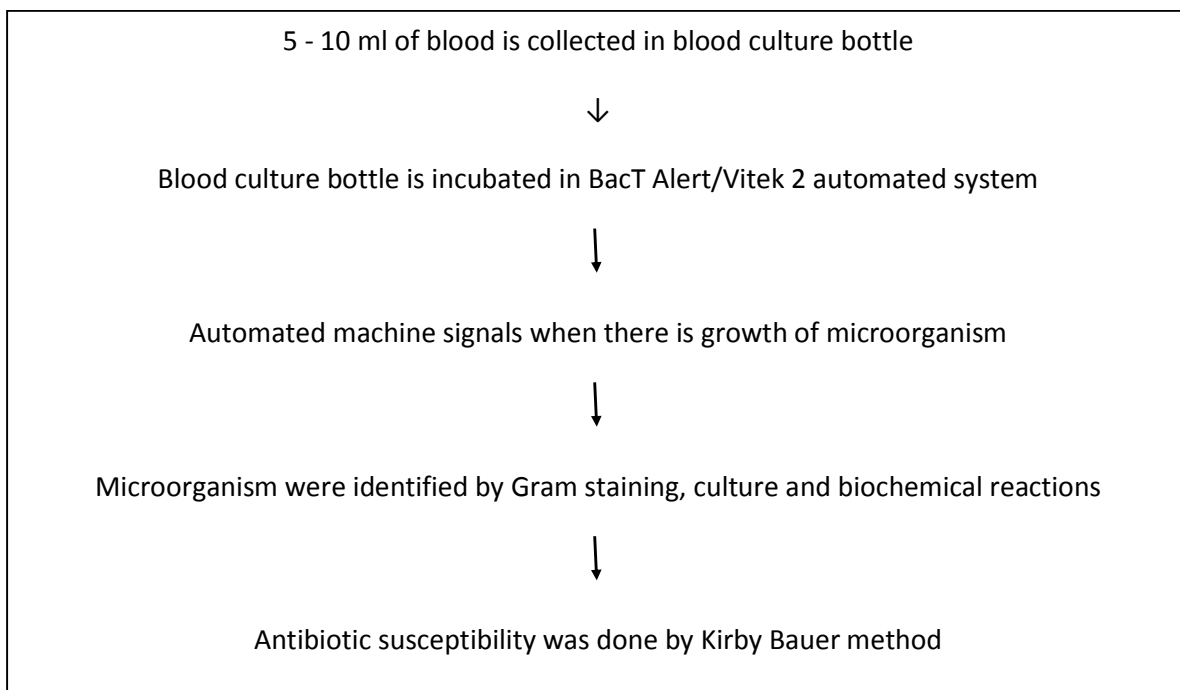 5 - 10 ml of blood is collected in blood culture bottle
↓
Blood culture bottle is incubated in BacT Alert/Vitek 2 automated system
Automated machine signals when there is growth of microorganism
Microorganism were identified by Gram staining, culture and biochemical reactions
Antibiotic susceptibility was done by Kirby Bauer method